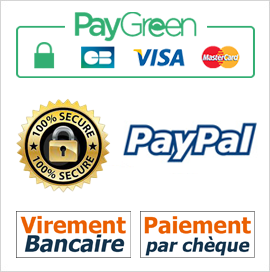 PayGreen
CB VISA MasterCard
100% SECURE
100% SECURE
PayPal
Virement
Bancaire
Paiement
par chèque